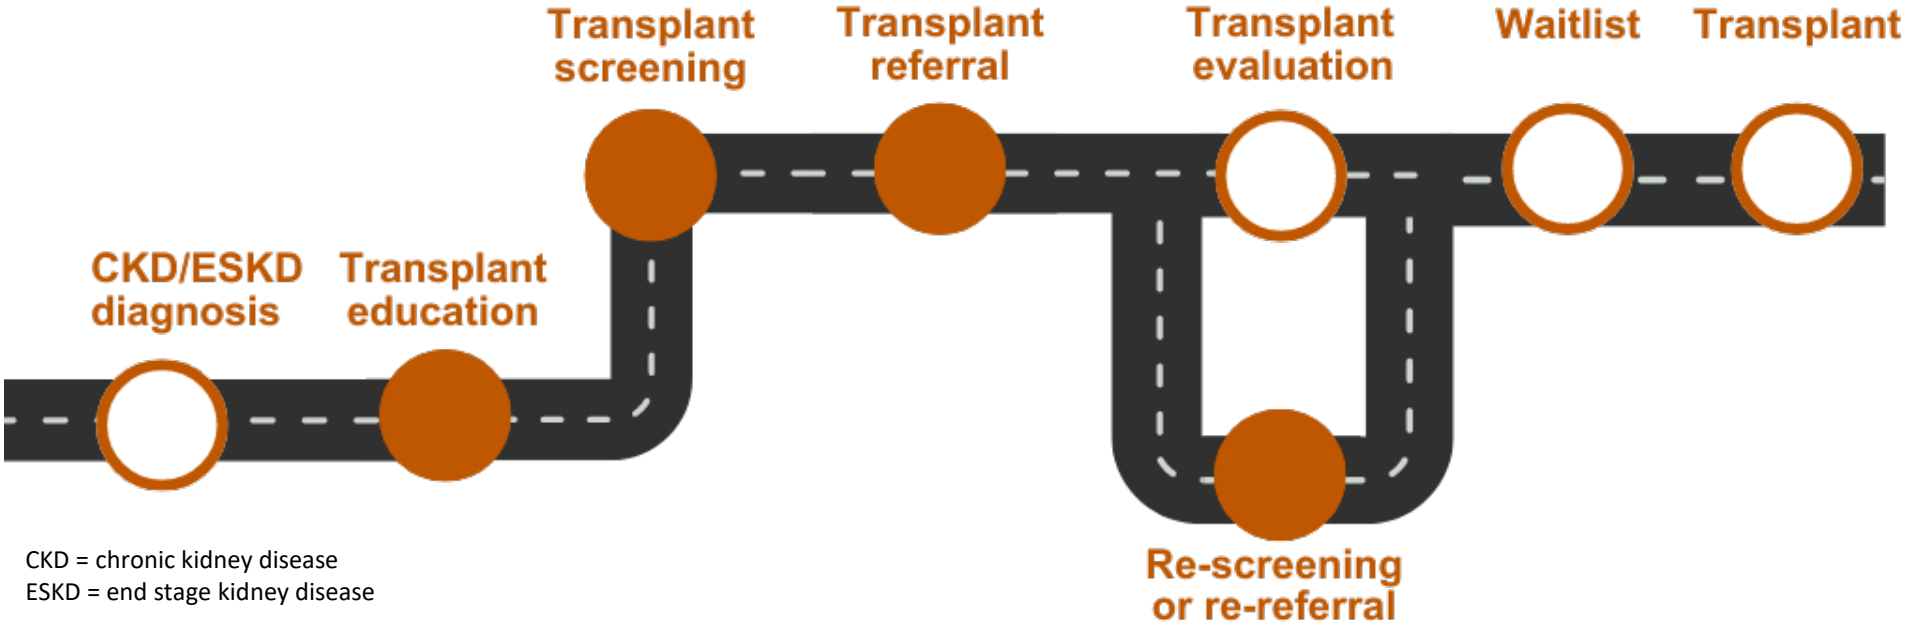 Transplant
screening
Transplant
referral
Transplant
evaluation
Waitlist
Transplant
CKD/ESKD
diagnosis
Transplant
education
CKD = chronic kidney disease
ESKD = end stage kidney disease
Re-screening
or re-referral